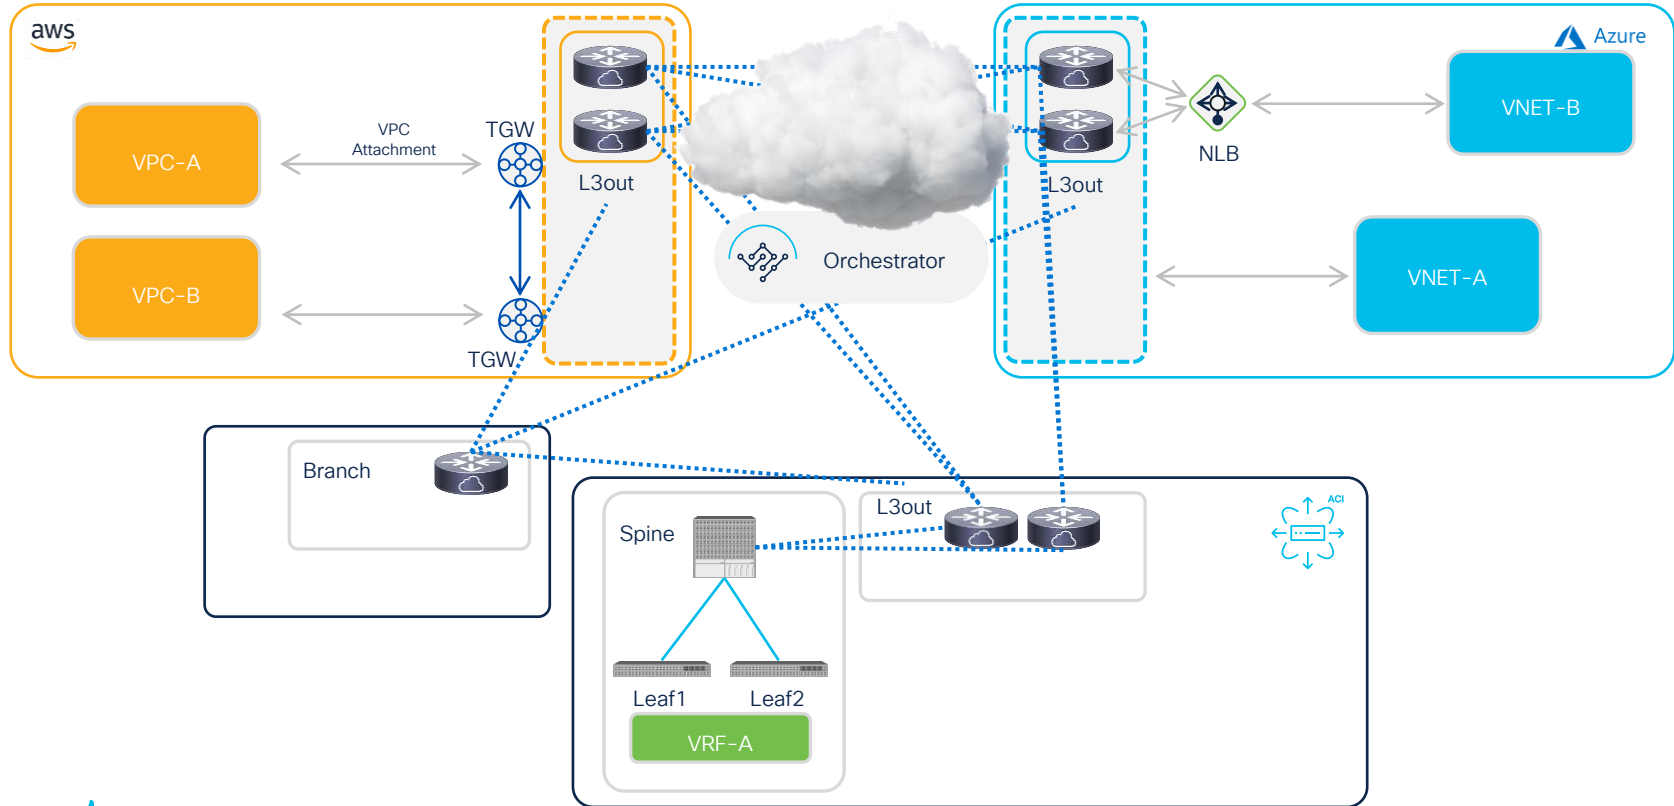 aws
Azure
VPC-A
VPC
Attachment
TGW
L3out
L3out
NLB
VNET-B
VPC-B
TGW
Orchestrator
VNET-A
Branch
Spine
L3out
ACI
Leaf1
Leaf2
VRF-A